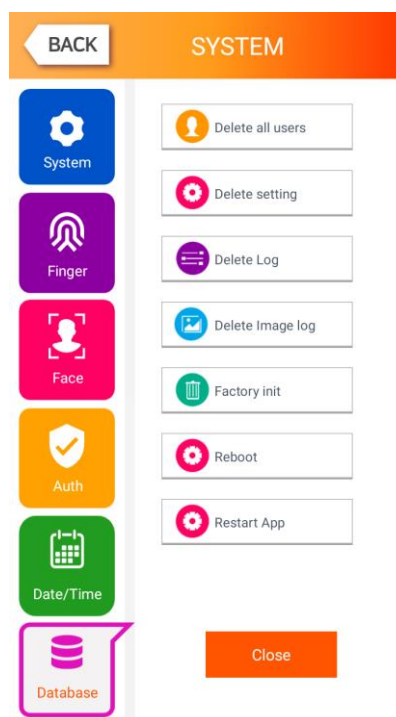 BACK
SYSTEM
System
Finger
Face
Auth
Date/Time
Database
Delete all users
Delete setting
Delete Log
Delete Image log
Factory init
Reboot
Restart App
Close